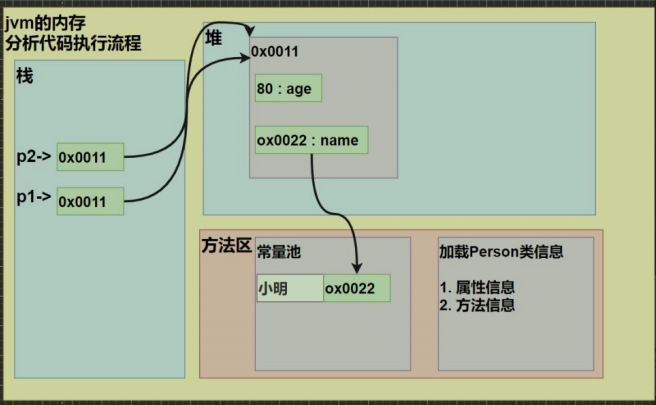 jvm的内存
分析代码执行流程
栈
p2-> 0x0011
p1-> 0x0011
堆
0x0011
80 : age
ox0022 : name
方法区
常量池
小明 ox0022
加载Person类信息
1. 属性信息
2. 方法信息